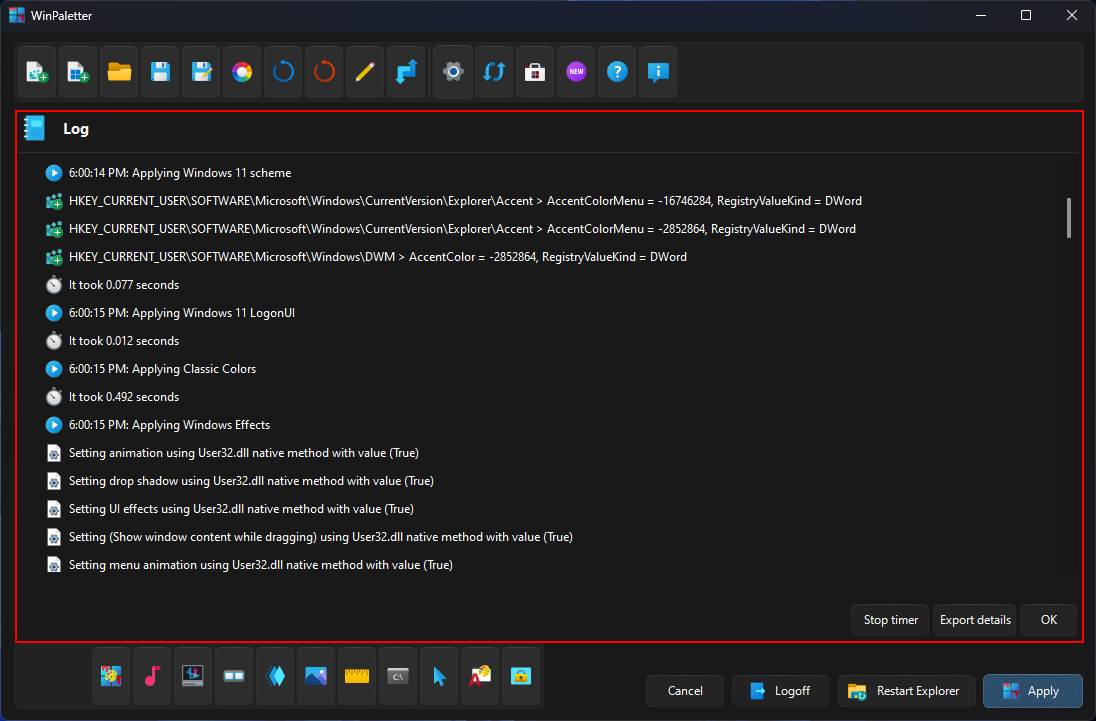 WinPaletter
NEW
Log
6:00:14 PM: Applying Windows 11 scheme
HKEY_CURRENT_USER\SOFTWARE\Microsoft\Windows\CurrentVersion\Explorer\Accent > AccentColorMenu = -16746284, RegistryValueKind = DWord
HKEY_CURRENT_USER\SOFTWARE\Microsoft\Windows\CurrentVersion\Explorer\Accent > AccentColorMenu = -2852864, RegistryValueKind = DWord
HKEY_CURRENT_USER\SOFTWARE\Microsoft\Windows\DWM > AccentColor = -2852864, RegistryValueKind = DWord
It took 0.077 seconds
6:00:15 PM: Applying Windows 11 LogonUI
It took 0.012 seconds
6:00:15 PM: Applying Classic Colors
It took 0.492 seconds
6:00:15 PM: Applying Windows Effects
Setting animation using User32.dll native method with value (True)
Setting drop shadow using User32.dll native method with value (True)
Setting UI effects using User32.dll native method with value (True)
Setting (Show window content while dragging) using User32.dll native method with value (True)
Setting menu animation using User32.dll native method with value (True)
Stop timer Export details OK
C:\
Cancel Logoff Restart Explorer Apply